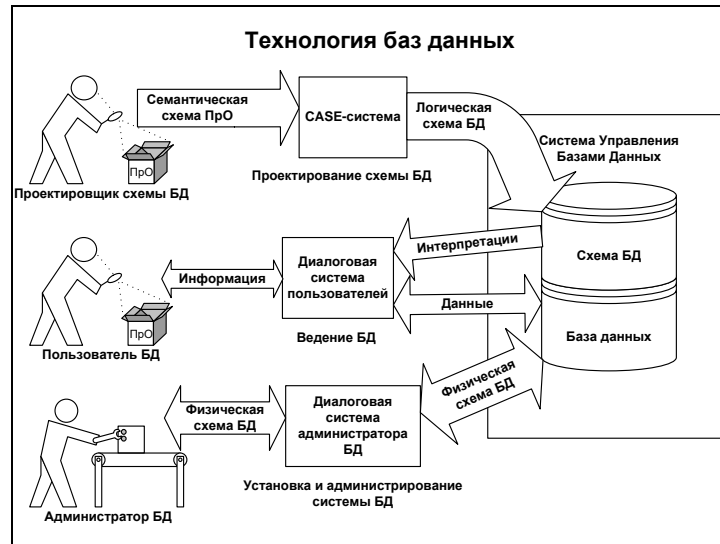 Технология баз данных
Семантическая
схема ПрО
CASE-система
Логическая
схема БД
Система Управления
Базами Данных
ПрО
Проектировщик схемы БД
Проектирование схемы БД
Интерпретации
Схема БД
Информация
Диалоговая
система
пользователей
Данные
База данных
ПрО
Пользователь БД
Ведение БД
Физическая
схема БД
Диалоговая
система
администратора
БД
Физическая
схема БД
Администратор БД
Установка и администрирование
системы БД